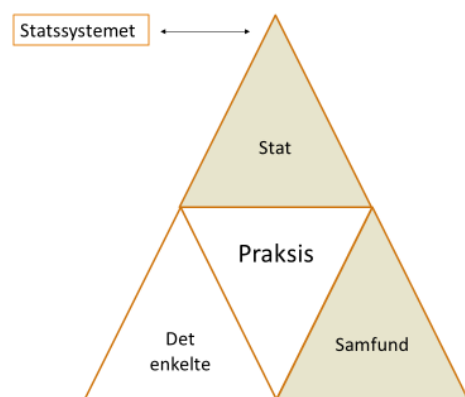 Statssystemet
Stat
Praksis
Det
enkelte
Samfund